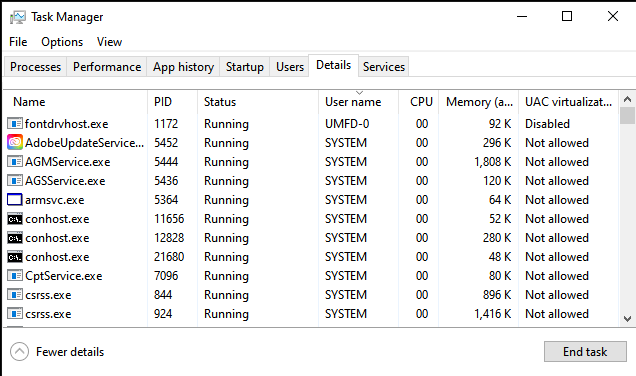 Task Manager
File Options View
Processes Performance App history Startup Users Details Services
Name PID Status User name CPU Memory (a... UAC virtualizat...
fontdrvhost.exe 1172 Running UMFD-0 00 92 K Disabled
AdobeUpdateService... 5452 Running SYSTEM 00 296 K Not allowed
AGMService.exe 5444 Running SYSTEM 00 1,808 K Not allowed
AGSService.exe 5436 Running SYSTEM 00 120 K Not allowed
armsvc.exe 5364 Running SYSTEM 00 64 K Not allowed
conhost.exe 11656 Running SYSTEM 00 52 K Not allowed
conhost.exe 12828 Running SYSTEM 00 280 K Not allowed
conhost.exe 21680 Running SYSTEM 00 48 K Not allowed
CptService.exe 7096 Running SYSTEM 00 80 K Not allowed
csrss.exe 844 Running SYSTEM 00 896 K Not allowed
csrss.exe 924 Running SYSTEM 00 1,416 K Not allowed
Fewer details End task